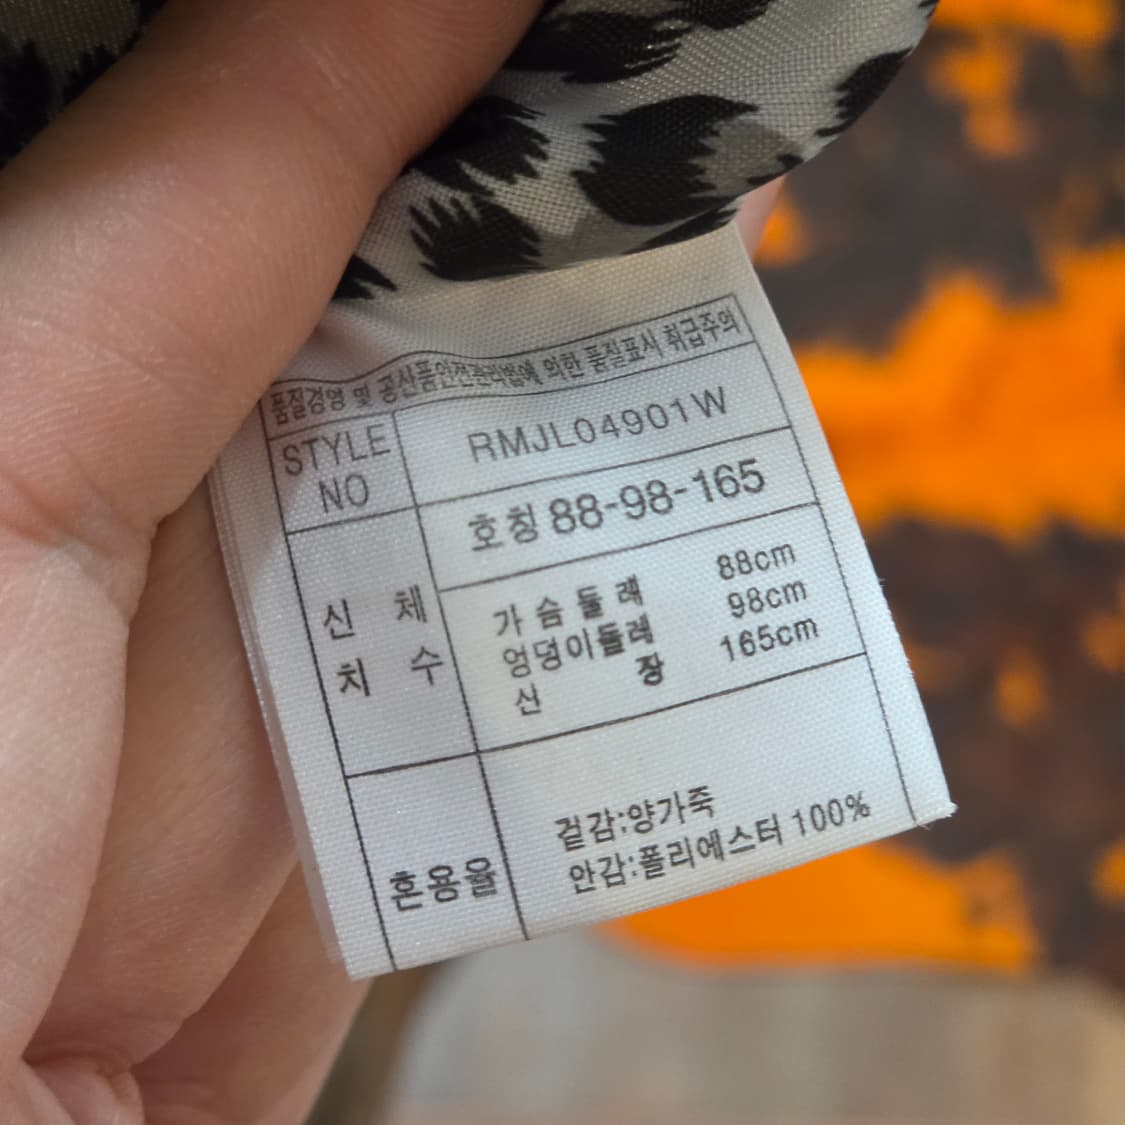 품질경영 및 공산품안전관리법에 의한 품질표시 취급주의
STYLE NO
RMJL04901W
신체 치수
호칭 88-98-165
가슴둘레 88cm
엉덩이둘레 98cm
신장 165cm
혼용율
겉감:양가죽
안감:폴리에스터 100%